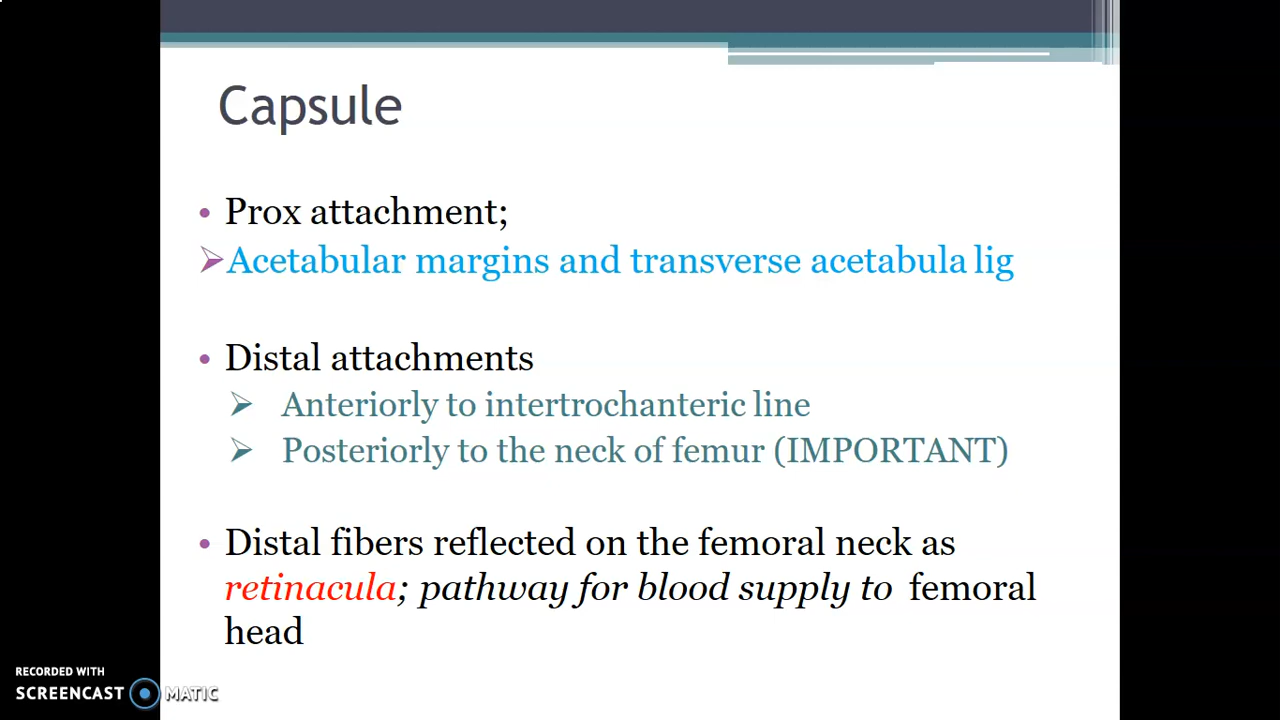 Capsule
Prox attachment;
Acetabular margins and transverse acetabula lig
Distal attachments
Anteriorly to intertrochanteric line
Posteriorly to the neck of femur (IMPORTANT)
Distal fibers reflected on the femoral neck as
retinacula; pathway for blood supply to femoral
head
RECORDED WITH
SCREENCAST MATIC